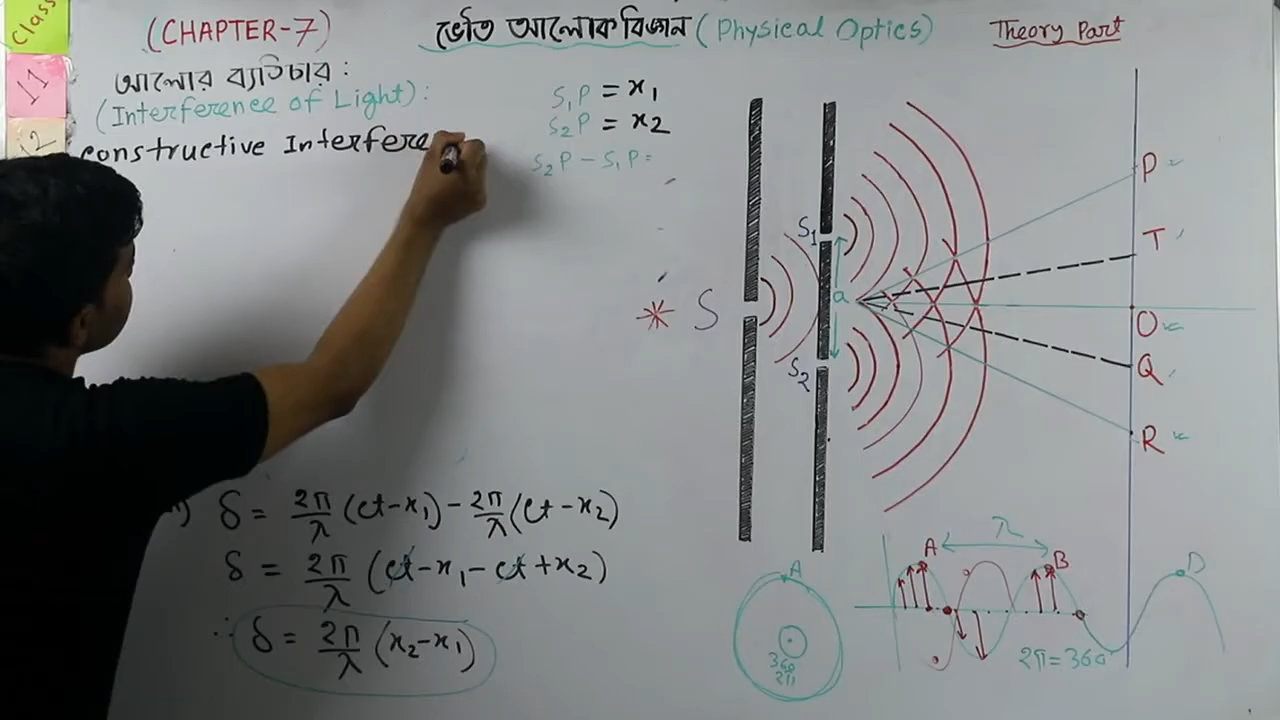 Class
11
12
(CHAPTER-7)
ভৌত আলোক বিজ্ঞান (Physical Optics)
Theory Part
আলোর ব্যতিচার :
(Interference of Light) :
constructive Interfere
S₁P = x₁
S₂P = x₂
S₂P - S₁P =
S
S₁
S₂
a
P
T
O
Q
R
δ = 2π/λ (ct-x₁) - 2π/λ (ct-x₂)
δ = 2π/λ (ct-x₁-ct+x₂)
∴ δ = 2π/λ (x₂-x₁)
A
360
2π
λ
A
B
D
2π=360°